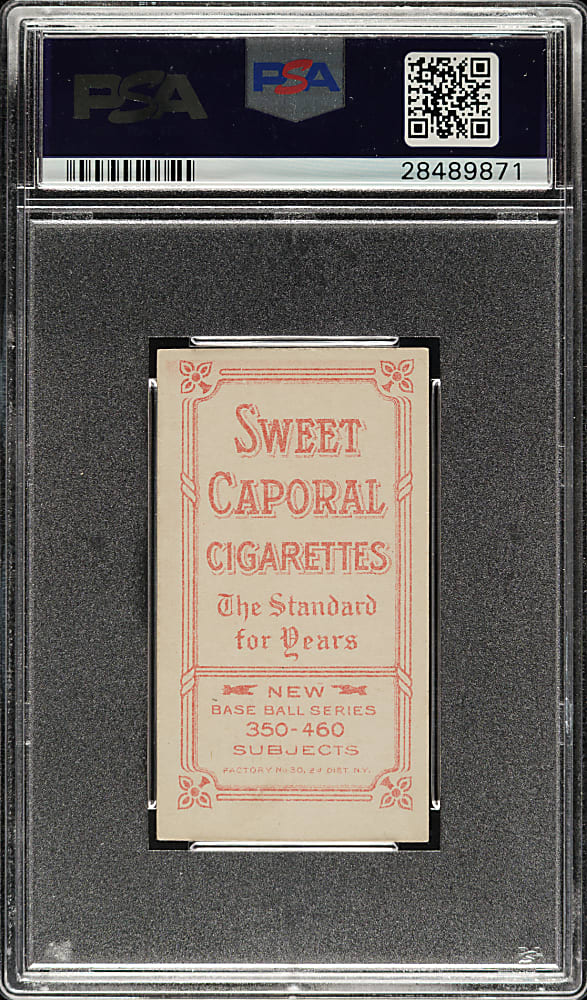 PSA PSA
28489871
SWEET
CAPORAL
CIGARETTES
The Standard
for Years
NEW
BASE BALL SERIES
350-460
SUBJECTS
FACTORY No 30, 2d DIST. N.Y.